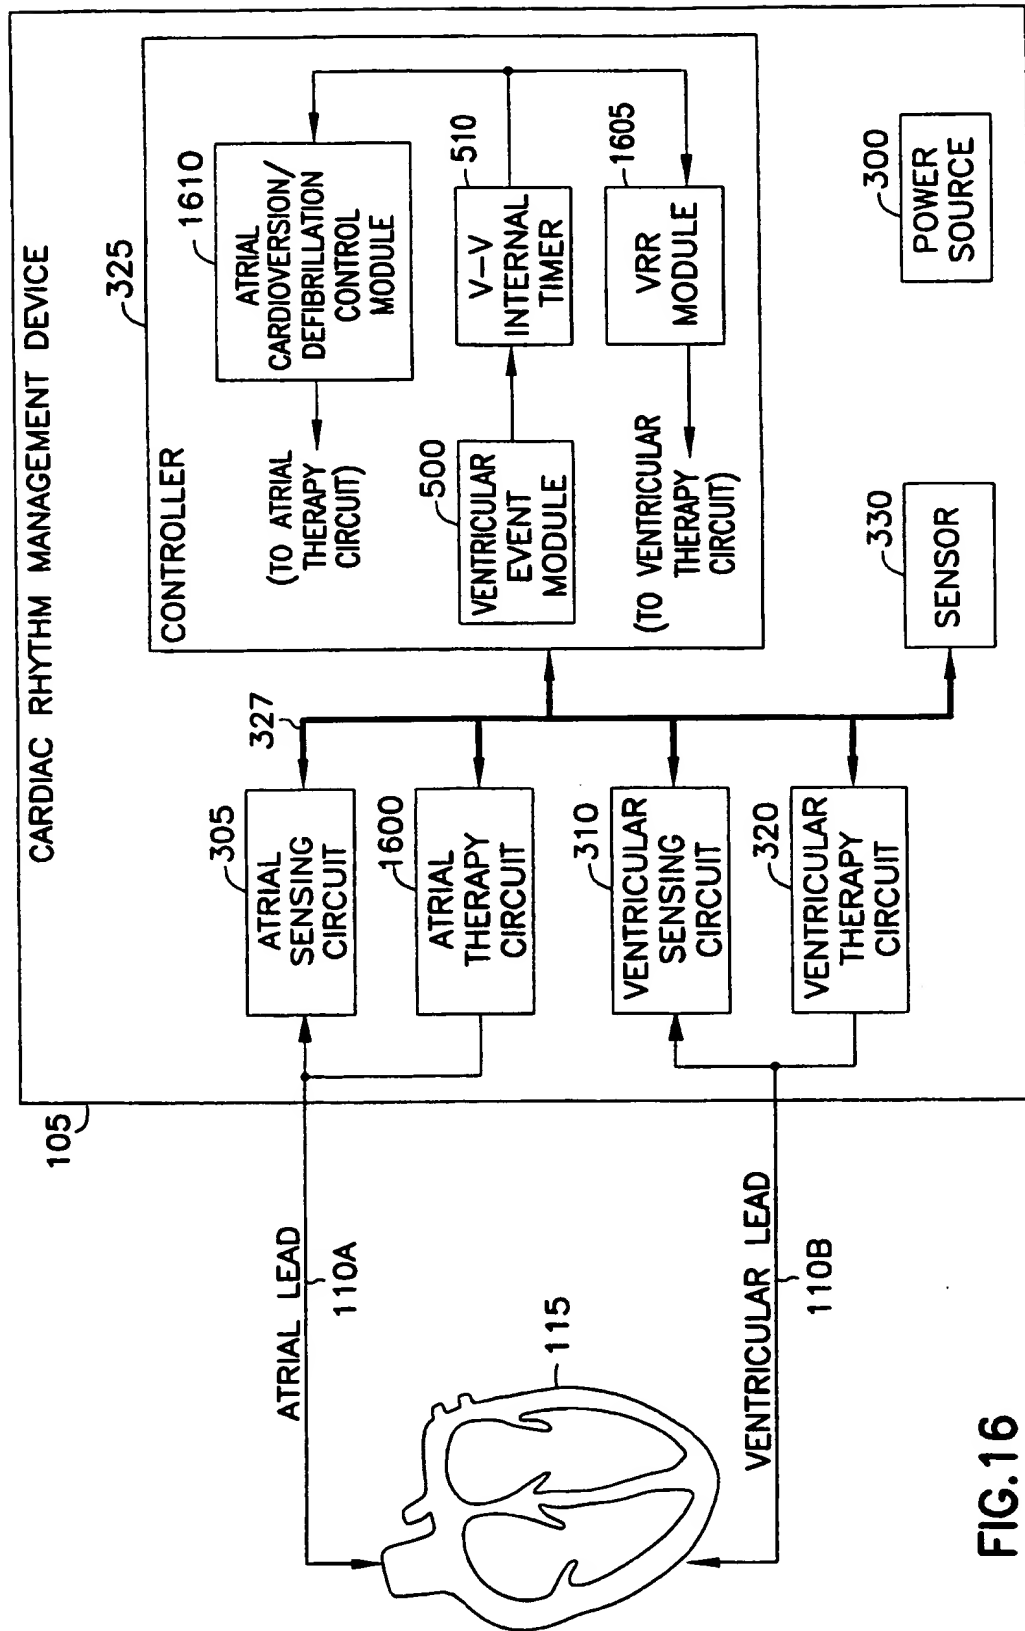 CARDIAC RHYTHM MANAGEMENT DEVICE
105
ATRIAL LEAD
110A
115
VENTRICULAR LEAD
110B
305
ATRIAL
SENSING
CIRCUIT
1600
ATRIAL
THERAPY
CIRCUIT
310
VENTRICULAR
SENSING
CIRCUIT
320
VENTRICULAR
THERAPY
CIRCUIT
327
325
CONTROLLER
1610
ATRIAL
CARDIOVERSION/
DEFIBRILLATION
CONTROL
MODULE
(TO ATRIAL
THERAPY
CIRCUIT)
500
VENTRICULAR
EVENT
MODULE
510
V-V
INTERNAL
TIMER
1605
VRR
MODULE
(TO VENTRICULAR
THERAPY
CIRCUIT)
330
SENSOR
300
POWER
SOURCE
FIG.16